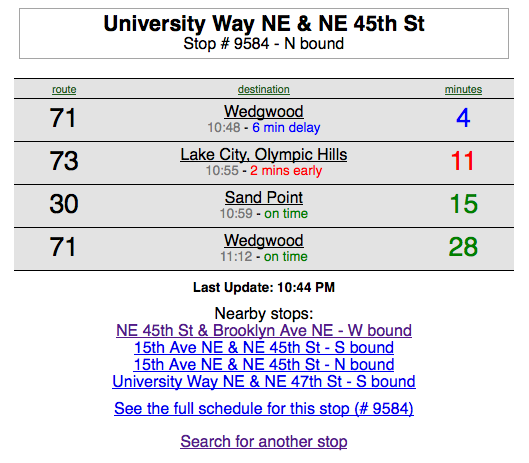 University Way NE & NE 45th St
Stop # 9584 - N bound
route destination minutes
71 Wedgwood 4
10:48 - 6 min delay
73 Lake City, Olympic Hills 11
10:55 - 2 mins early
30 Sand Point 15
10:59 - on time
71 Wedgwood 28
11:12 - on time
Last Update: 10:44 PM
Nearby stops:
NE 45th St & Brooklyn Ave NE - W bound
15th Ave NE & NE 45th St - S bound
15th Ave NE & NE 45th St - N bound
University Way NE & NE 47th St - S bound
See the full schedule for this stop (# 9584)
Search for another stop